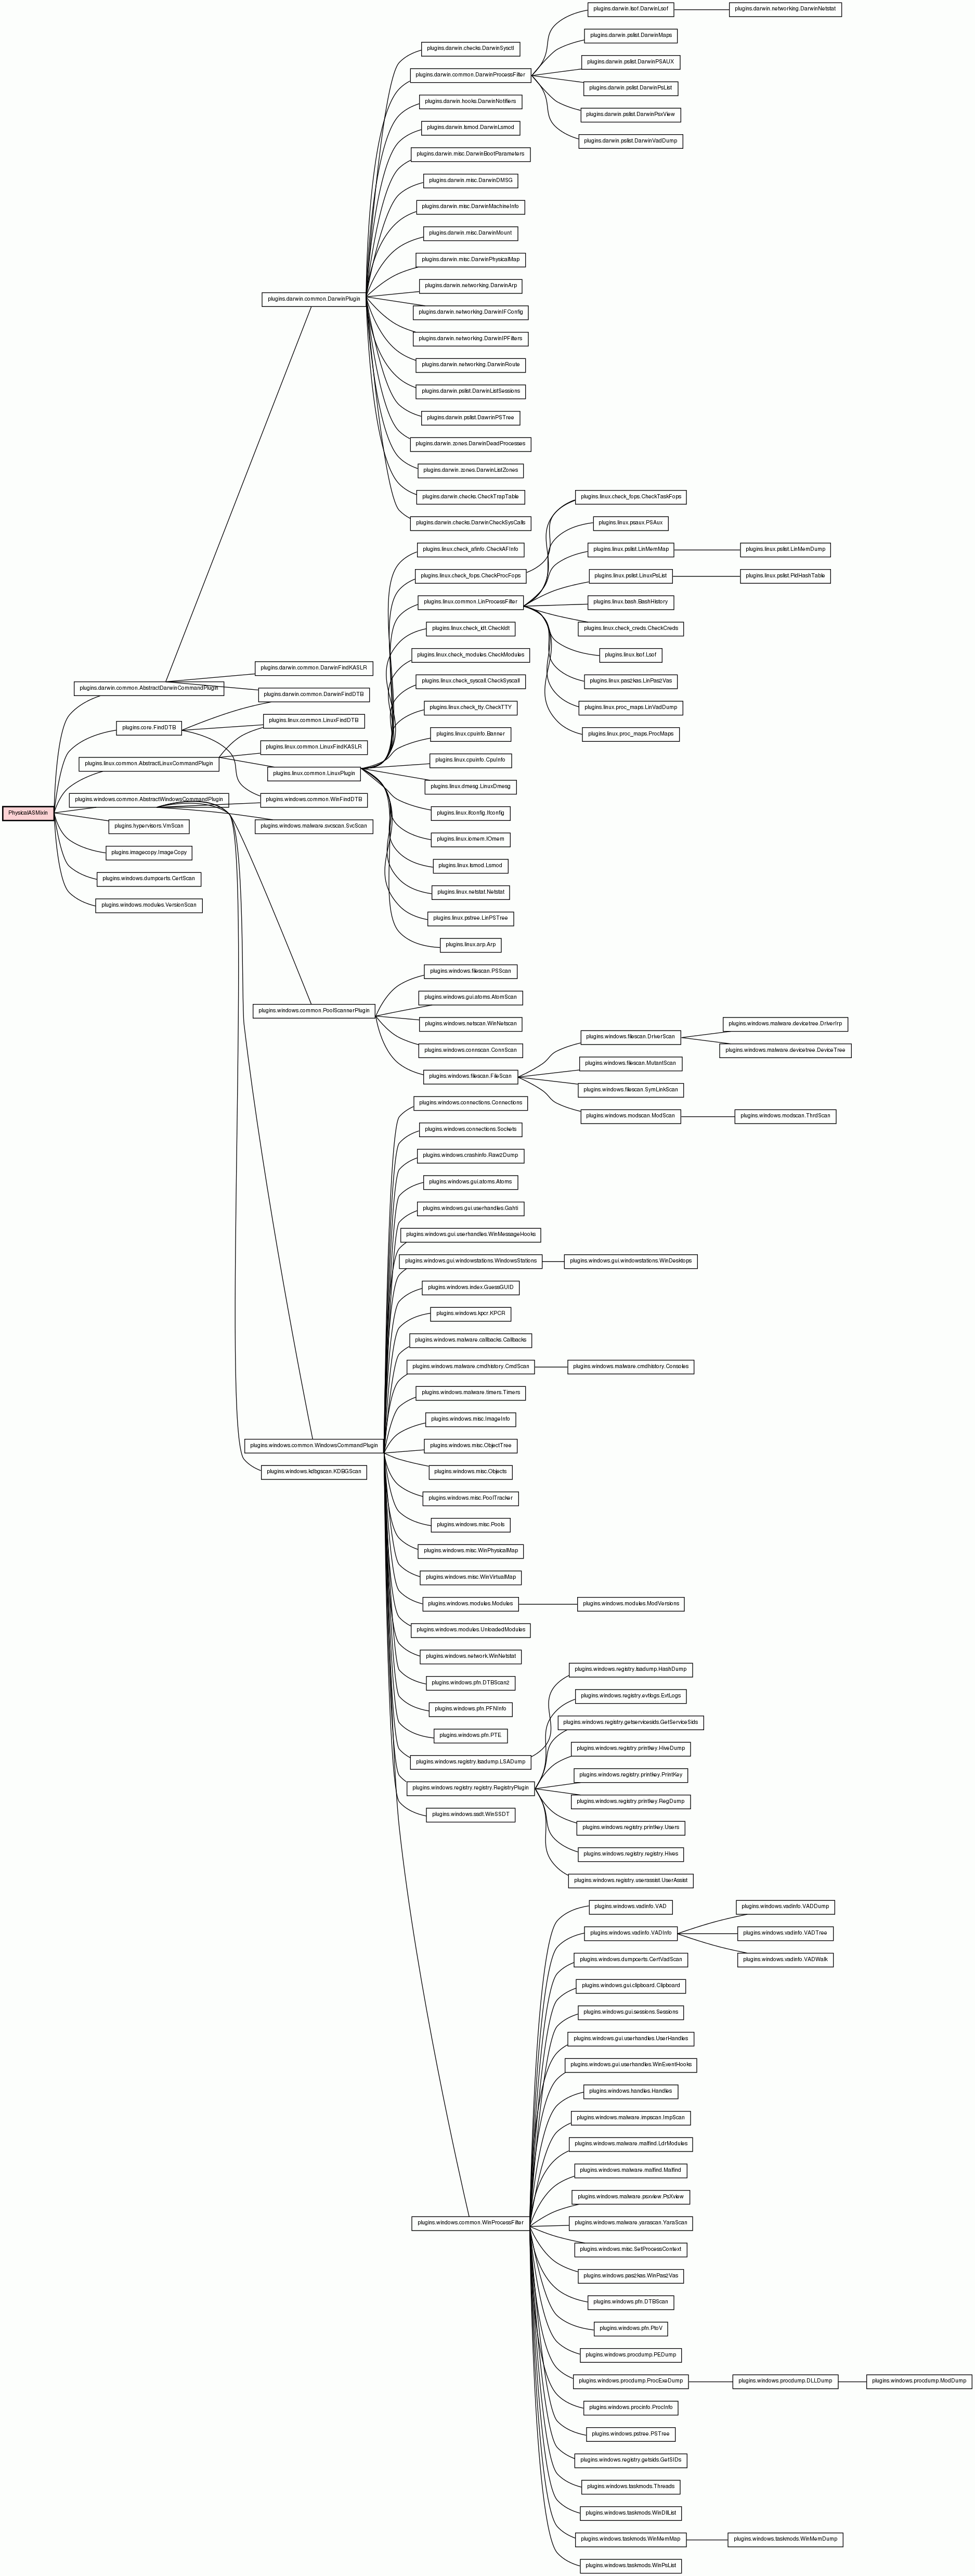 plugins.darwin.lsof.DarwinLsof
plugins.darwin.networking.DarwinNetstat
plugins.darwin.pslist.DarwinMaps
plugins.darwin.checks.DarwinSysctl
plugins.darwin.pslist.DarwinPSAUX
plugins.darwin.common.DarwinProcessFilter
plugins.darwin.pslist.DarwinPsList
plugins.darwin.hooks.DarwinNotifiers
plugins.darwin.pslist.DarwinPsxView
plugins.darwin.lsmod.DarwinLsmod
plugins.darwin.pslist.DarwinVadDump
plugins.darwin.misc.DarwinBootParameters
plugins.darwin.misc.DarwinDMSG
plugins.darwin.misc.DarwinMachineInfo
plugins.darwin.misc.DarwinMount
plugins.darwin.misc.DarwinPhysicalMap
plugins.darwin.networking.DarwinArp
plugins.darwin.common.DarwinPlugin
plugins.darwin.networking.DarwinIFConfig
plugins.darwin.networking.DarwinIPFilters
plugins.darwin.networking.DarwinRoute
plugins.darwin.pslist.DarwinListSessions
plugins.darwin.pslist.DawrinPSTree
plugins.darwin.zones.DarwinDeadProcesses
plugins.darwin.zones.DarwinListZones
plugins.darwin.checks.CheckTrapTable
plugins.linux.check_fops.CheckTaskFops
plugins.darwin.checks.DarwinCheckSysCalls
plugins.linux.psaux.PSAux
plugins.linux.check_afinfo.CheckAFInfo
plugins.linux.pslist.LinMemMap
plugins.linux.pslist.LinMemDump
plugins.linux.check_fops.CheckProcFops
plugins.linux.pslist.LinuxPsList
plugins.linux.pslist.PidHashTable
plugins.linux.common.LinProcessFilter
plugins.linux.bash.BashHistory
plugins.linux.check_idt.CheckIdt
plugins.linux.check_creds.CheckCreds
plugins.linux.check_modules.CheckModules
plugins.linux.lsof.Lsof
plugins.darwin.common.DarwinFindKASLR
plugins.linux.check_syscall.CheckSyscall
plugins.linux.pas2kas.LinPas2Vas
plugins.darwin.common.AbstractDarwinCommandPlugin
plugins.darwin.common.DarwinFindDTB
plugins.linux.check_tty.CheckTTY
plugins.linux.proc_maps.LinVadDump
plugins.core.FindDTB
plugins.linux.common.LinuxFindDTB
plugins.linux.cpuinfo.Banner
plugins.linux.proc_maps.ProcMaps
plugins.linux.common.LinuxFindKASLR
plugins.linux.common.AbstractLinuxCommandPlugin
plugins.linux.cpuinfo.CpuInfo
plugins.linux.common.LinuxPlugin
plugins.linux.dmesg.LinuxDmesg
plugins.windows.common.AbstractWindowsCommandPlugin
plugins.windows.common.WinFindDTB
PhysicalASMixin
plugins.linux.ifconfig.Ifconfig
plugins.hypervisors.VmScan
plugins.windows.malware.svcscan.SvcScan
plugins.linux.iomem.IOmem
plugins.imagecopy.ImageCopy
plugins.linux.lsmod.Lsmod
plugins.windows.dumpcerts.CertScan
plugins.linux.netstat.Netstat
plugins.windows.modules.VersionScan
plugins.linux.pstree.LinPSTree
plugins.linux.arp.Arp
plugins.windows.filescan.PSScan
plugins.windows.gui.atoms.AtomScan
plugins.windows.common.PoolScannerPlugin
plugins.windows.netscan.WinNetscan
plugins.windows.malware.devicetree.DriverIrp
plugins.windows.filescan.DriverScan
plugins.windows.connscan.ConnScan
plugins.windows.malware.devicetree.DeviceTree
plugins.windows.filescan.MutantScan
plugins.windows.filescan.FileScan
plugins.windows.filescan.SymLinkScan
plugins.windows.connections.Connections
plugins.windows.modscan.ModScan
plugins.windows.modscan.ThrdScan
plugins.windows.connections.Sockets
plugins.windows.crashinfo.Raw2Dump
plugins.windows.gui.atoms.Atoms
plugins.windows.gui.userhandles.Gahti
plugins.windows.gui.userhandles.WinMessageHooks
plugins.windows.gui.windowstations.WindowsStations
plugins.windows.gui.windowstations.WinDesktops
plugins.windows.index.GuessGUID
plugins.windows.kpcr.KPCR
plugins.windows.malware.callbacks.Callbacks
plugins.windows.malware.cmdhistory.CmdScan
plugins.windows.malware.cmdhistory.Consoles
plugins.windows.malware.timers.Timers
plugins.windows.misc.ImageInfo
plugins.windows.common.WindowsCommandPlugin
plugins.windows.misc.ObjectTree
plugins.windows.kdbgscan.KDBGScan
plugins.windows.misc.Objects
plugins.windows.misc.PoolTracker
plugins.windows.misc.Pools
plugins.windows.misc.WinPhysicalMap
plugins.windows.misc.WinVirtualMap
plugins.windows.modules.Modules
plugins.windows.modules.ModVersions
plugins.windows.modules.UnloadedModules
plugins.windows.network.WinNetstat
plugins.windows.registry.lsadump.HashDump
plugins.windows.pfn.DTBScan2
plugins.windows.registry.evtlogs.EvtLogs
plugins.windows.pfn.PFNInfo
plugins.windows.registry.getservicesids.GetServiceSids
plugins.windows.pfn.PTE
plugins.windows.registry.printkey.HiveDump
plugins.windows.registry.lsadump.LSADump
plugins.windows.registry.printkey.PrintKey
plugins.windows.registry.registry.RegistryPlugin
plugins.windows.registry.printkey.RegDump
plugins.windows.ssdt.WinSSDT
plugins.windows.registry.printkey.Users
plugins.windows.registry.registry.Hives
plugins.windows.registry.userassist.UserAssist
plugins.windows.vadinfo.VAD
plugins.windows.vadinfo.VADDump
plugins.windows.vadinfo.VADInfo
plugins.windows.vadinfo.VADTree
plugins.windows.dumpcerts.CertVadScan
plugins.windows.vadinfo.VADWalk
plugins.windows.gui.clipboard.Clipboard
plugins.windows.gui.sessions.Sessions
plugins.windows.gui.userhandles.UserHandles
plugins.windows.gui.userhandles.WinEventHooks
plugins.windows.handles.Handles
plugins.windows.malware.impscan.ImpScan
plugins.windows.malware.malfind.LdrModules
plugins.windows.malware.malfind.Malfind
plugins.windows.malware.psxview.PsXview
plugins.windows.common.WinProcessFilter
plugins.windows.malware.yarascan.YaraScan
plugins.windows.misc.SetProcessContext
plugins.windows.pas2kas.WinPas2Vas
plugins.windows.pfn.DTBScan
plugins.windows.pfn.PtoV
plugins.windows.procdump.PEDump
plugins.windows.procdump.ProcExeDump
plugins.windows.procdump.DLLDump
plugins.windows.procdump.ModDump
plugins.windows.procinfo.ProcInfo
plugins.windows.pstree.PSTree
plugins.windows.registry.getsids.GetSIDs
plugins.windows.taskmods.Threads
plugins.windows.taskmods.WinDllList
plugins.windows.taskmods.WinMemMap
plugins.windows.taskmods.WinMemDump
plugins.windows.taskmods.WinPsList